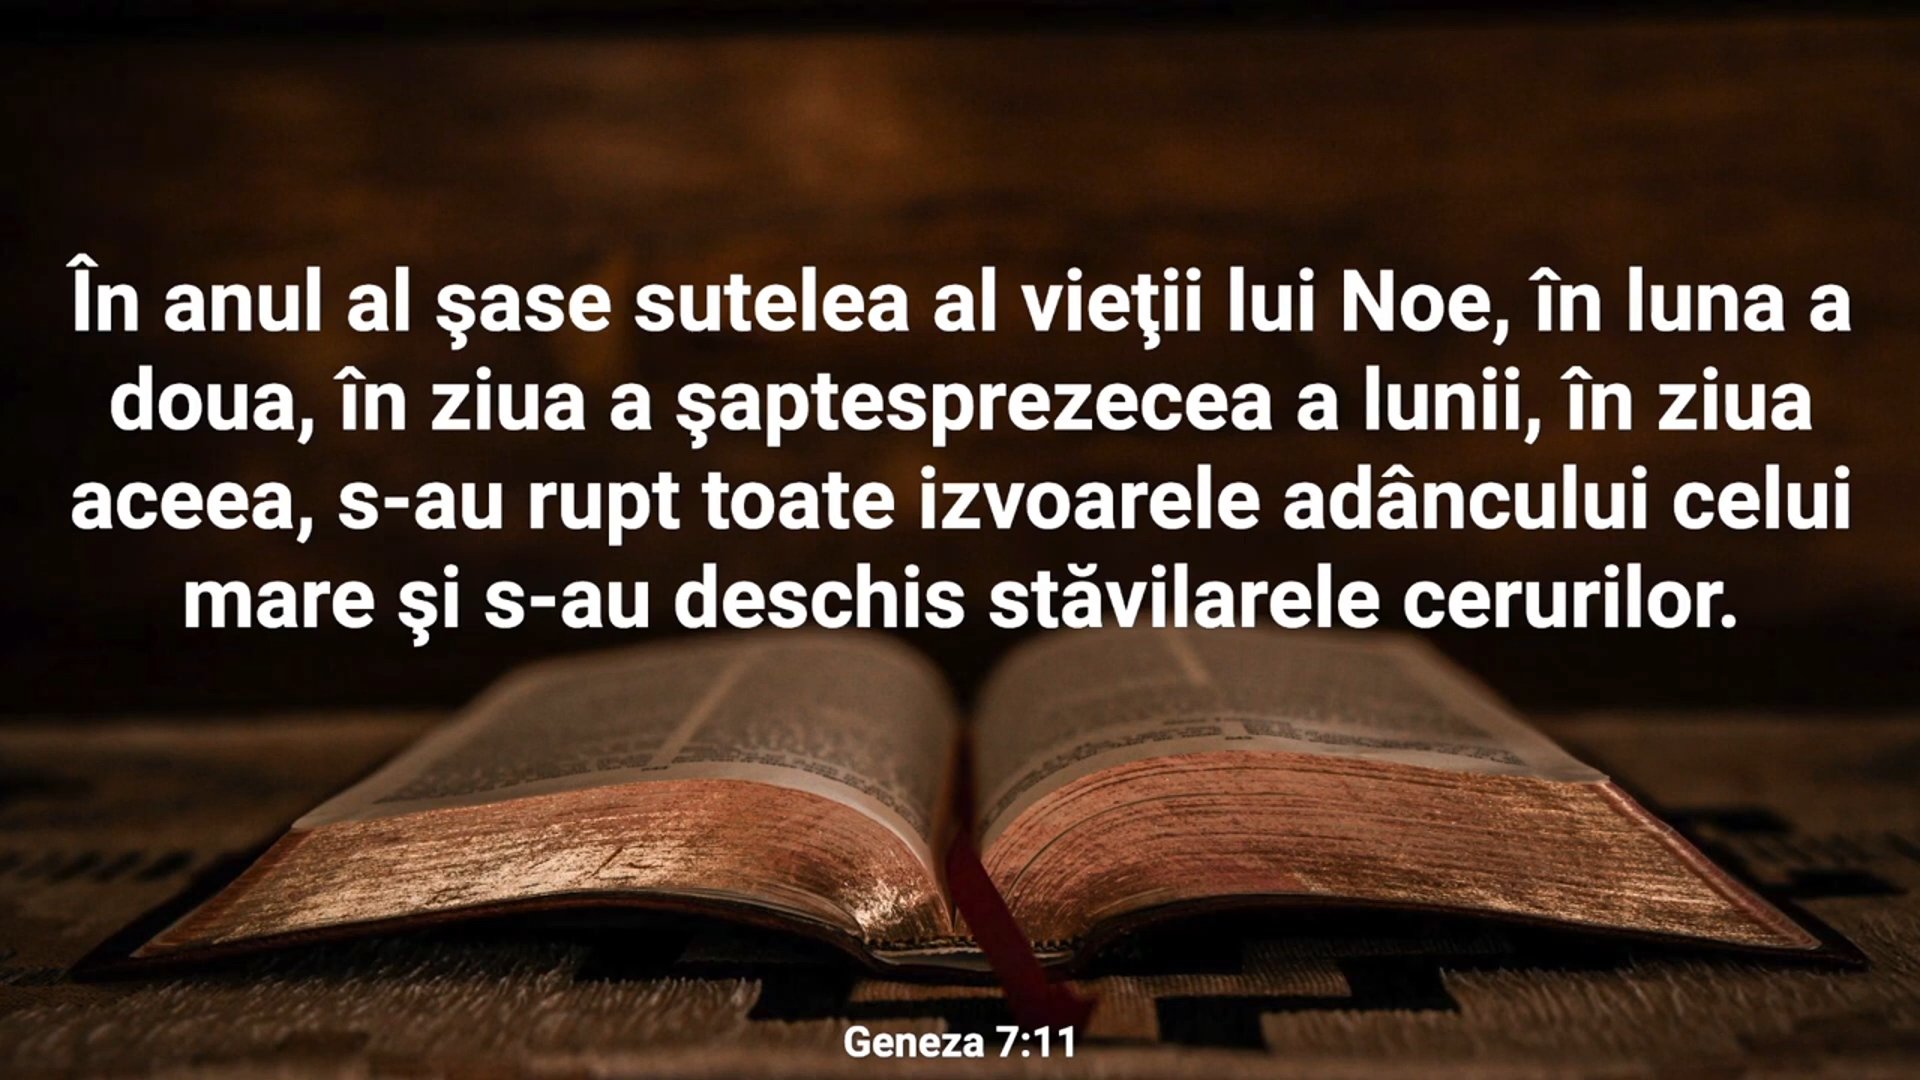 În anul al şase sutelea al vieţii lui Noe, în luna a
doua, în ziua a şaptesprezecea a lunii, în ziua
aceea, s-au rupt toate izvoarele adâncului celui
mare şi s-au deschis stăvilarele cerurilor.
Geneza 7:11